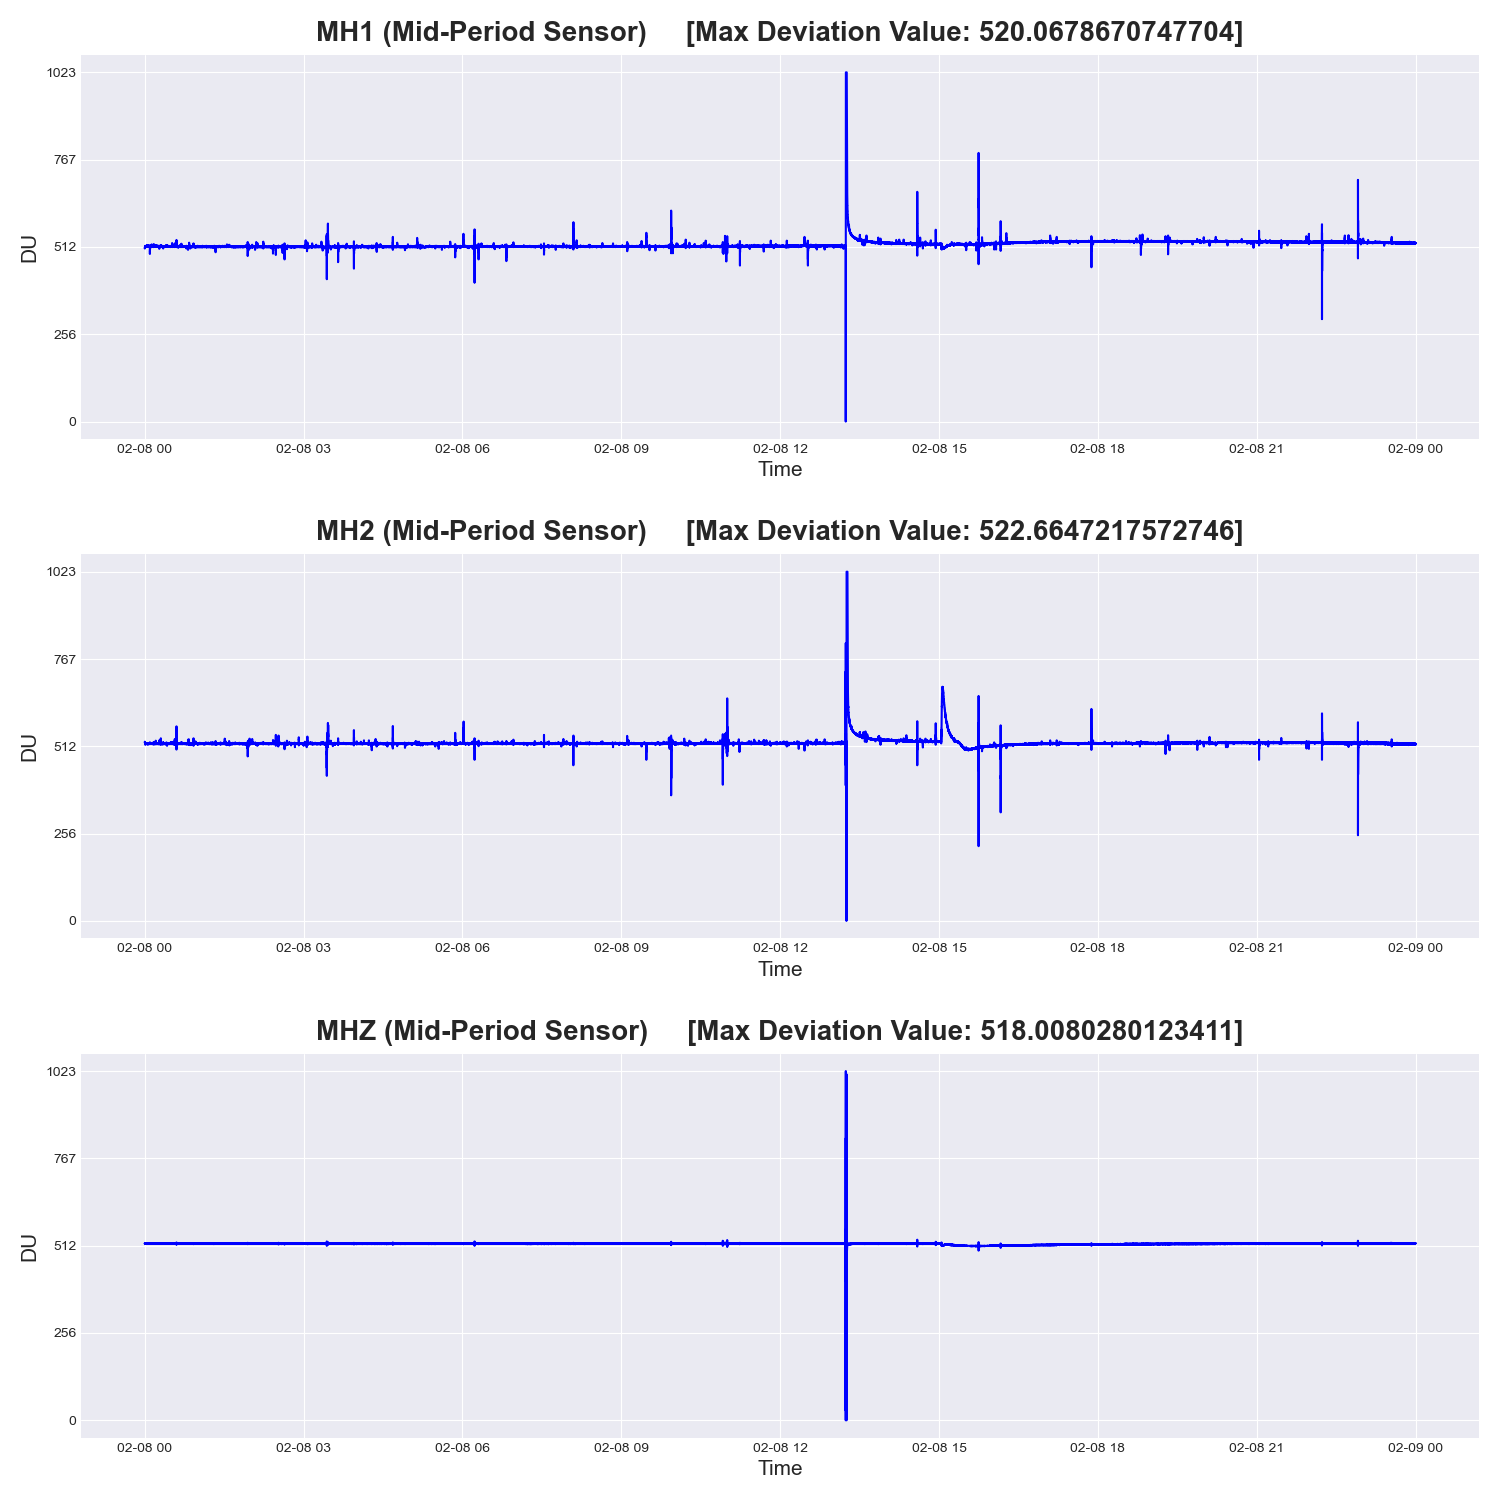 MH1 (Mid-Period Sensor) [Max Deviation Value: 520.0678670747704]
1023
767
512
256
0
DU
02-08 00 02-08 03 02-08 06 02-08 09 02-08 12 02-08 15 02-08 18 02-08 21 02-09 00
Time
MH2 (Mid-Period Sensor) [Max Deviation Value: 522.6647217572746]
1023
767
512
256
0
DU
02-08 00 02-08 03 02-08 06 02-08 09 02-08 12 02-08 15 02-08 18 02-08 21 02-09 00
Time
MHZ (Mid-Period Sensor) [Max Deviation Value: 518.0080280123411]
1023
767
512
256
0
DU
02-08 00 02-08 03 02-08 06 02-08 09 02-08 12 02-08 15 02-08 18 02-08 21 02-09 00
Time